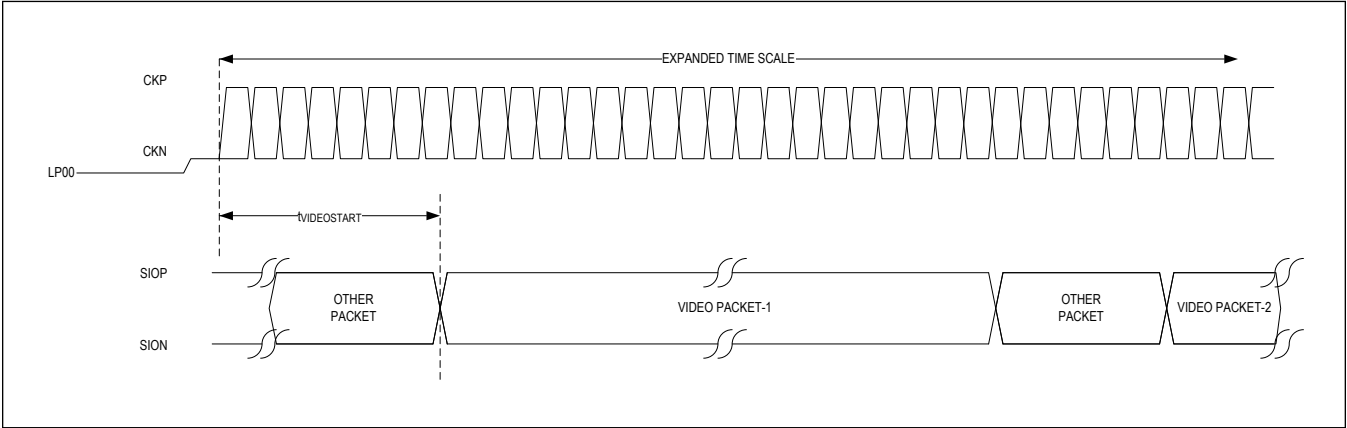 EXPANDED TIME SCALE
CKP
CKN
LP00
tVIDEOSTART
SIOP
OTHER
PACKET
VIDEO PACKET-1
OTHER
PACKET
VIDEO PACKET-2
SION